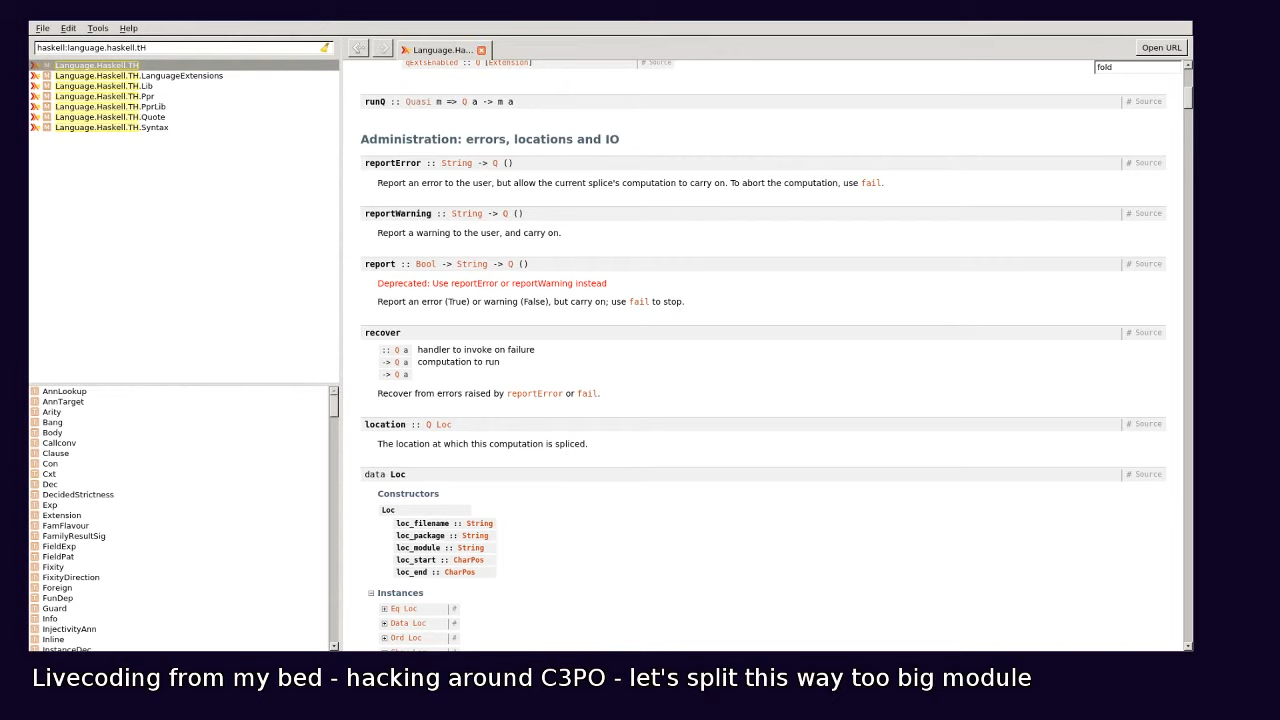 File Edit Tools Help
haskell:language.haskell.tH
Language.Haskell.TH
Language.Haskell.TH.LanguageExtensions
Language.Haskell.TH.Lib
Language.Haskell.TH.Ppr
Language.Haskell.TH.PprLib
Language.Haskell.TH.Quote
Language.Haskell.TH.Syntax
AnnLookup
AnnTarget
Arity
Bang
Body
Callconv
Clause
Con
Cxt
Dec
DecidedStrictness
Exp
Extension
FamFlavour
FamilyResultSig
FieldExp
FieldPat
Fixity
FixityDirection
Foreign
FunDep
Guard
Info
InjectivityAnn
Inline
InstanceDec
Language.Ha...
Open URL
fold
qExtsEnabled :: Q [Extension] # Source
runQ :: Quasi m => Q a -> m a # Source
Administration: errors, locations and IO
reportError :: String -> Q () # Source
Report an error to the user, but allow the current splice's computation to carry on. To abort the computation, use fail.
reportWarning :: String -> Q () # Source
Report a warning to the user, and carry on.
report :: Bool -> String -> Q () # Source
Deprecated: Use reportError or reportWarning instead
Report an error (True) or warning (False), but carry on; use fail to stop.
recover # Source
:: Q a handler to invoke on failure
-> Q a computation to run
-> Q a
Recover from errors raised by reportError or fail.
location :: Q Loc # Source
The location at which this computation is spliced.
data Loc # Source
Constructors
Loc
loc_filename :: String
loc_package :: String
loc_module :: String
loc_start :: CharPos
loc_end :: CharPos
Instances
Eq Loc #
Data Loc #
Ord Loc #
Livecoding from my bed - hacking around C3PO - let's split this way too big module